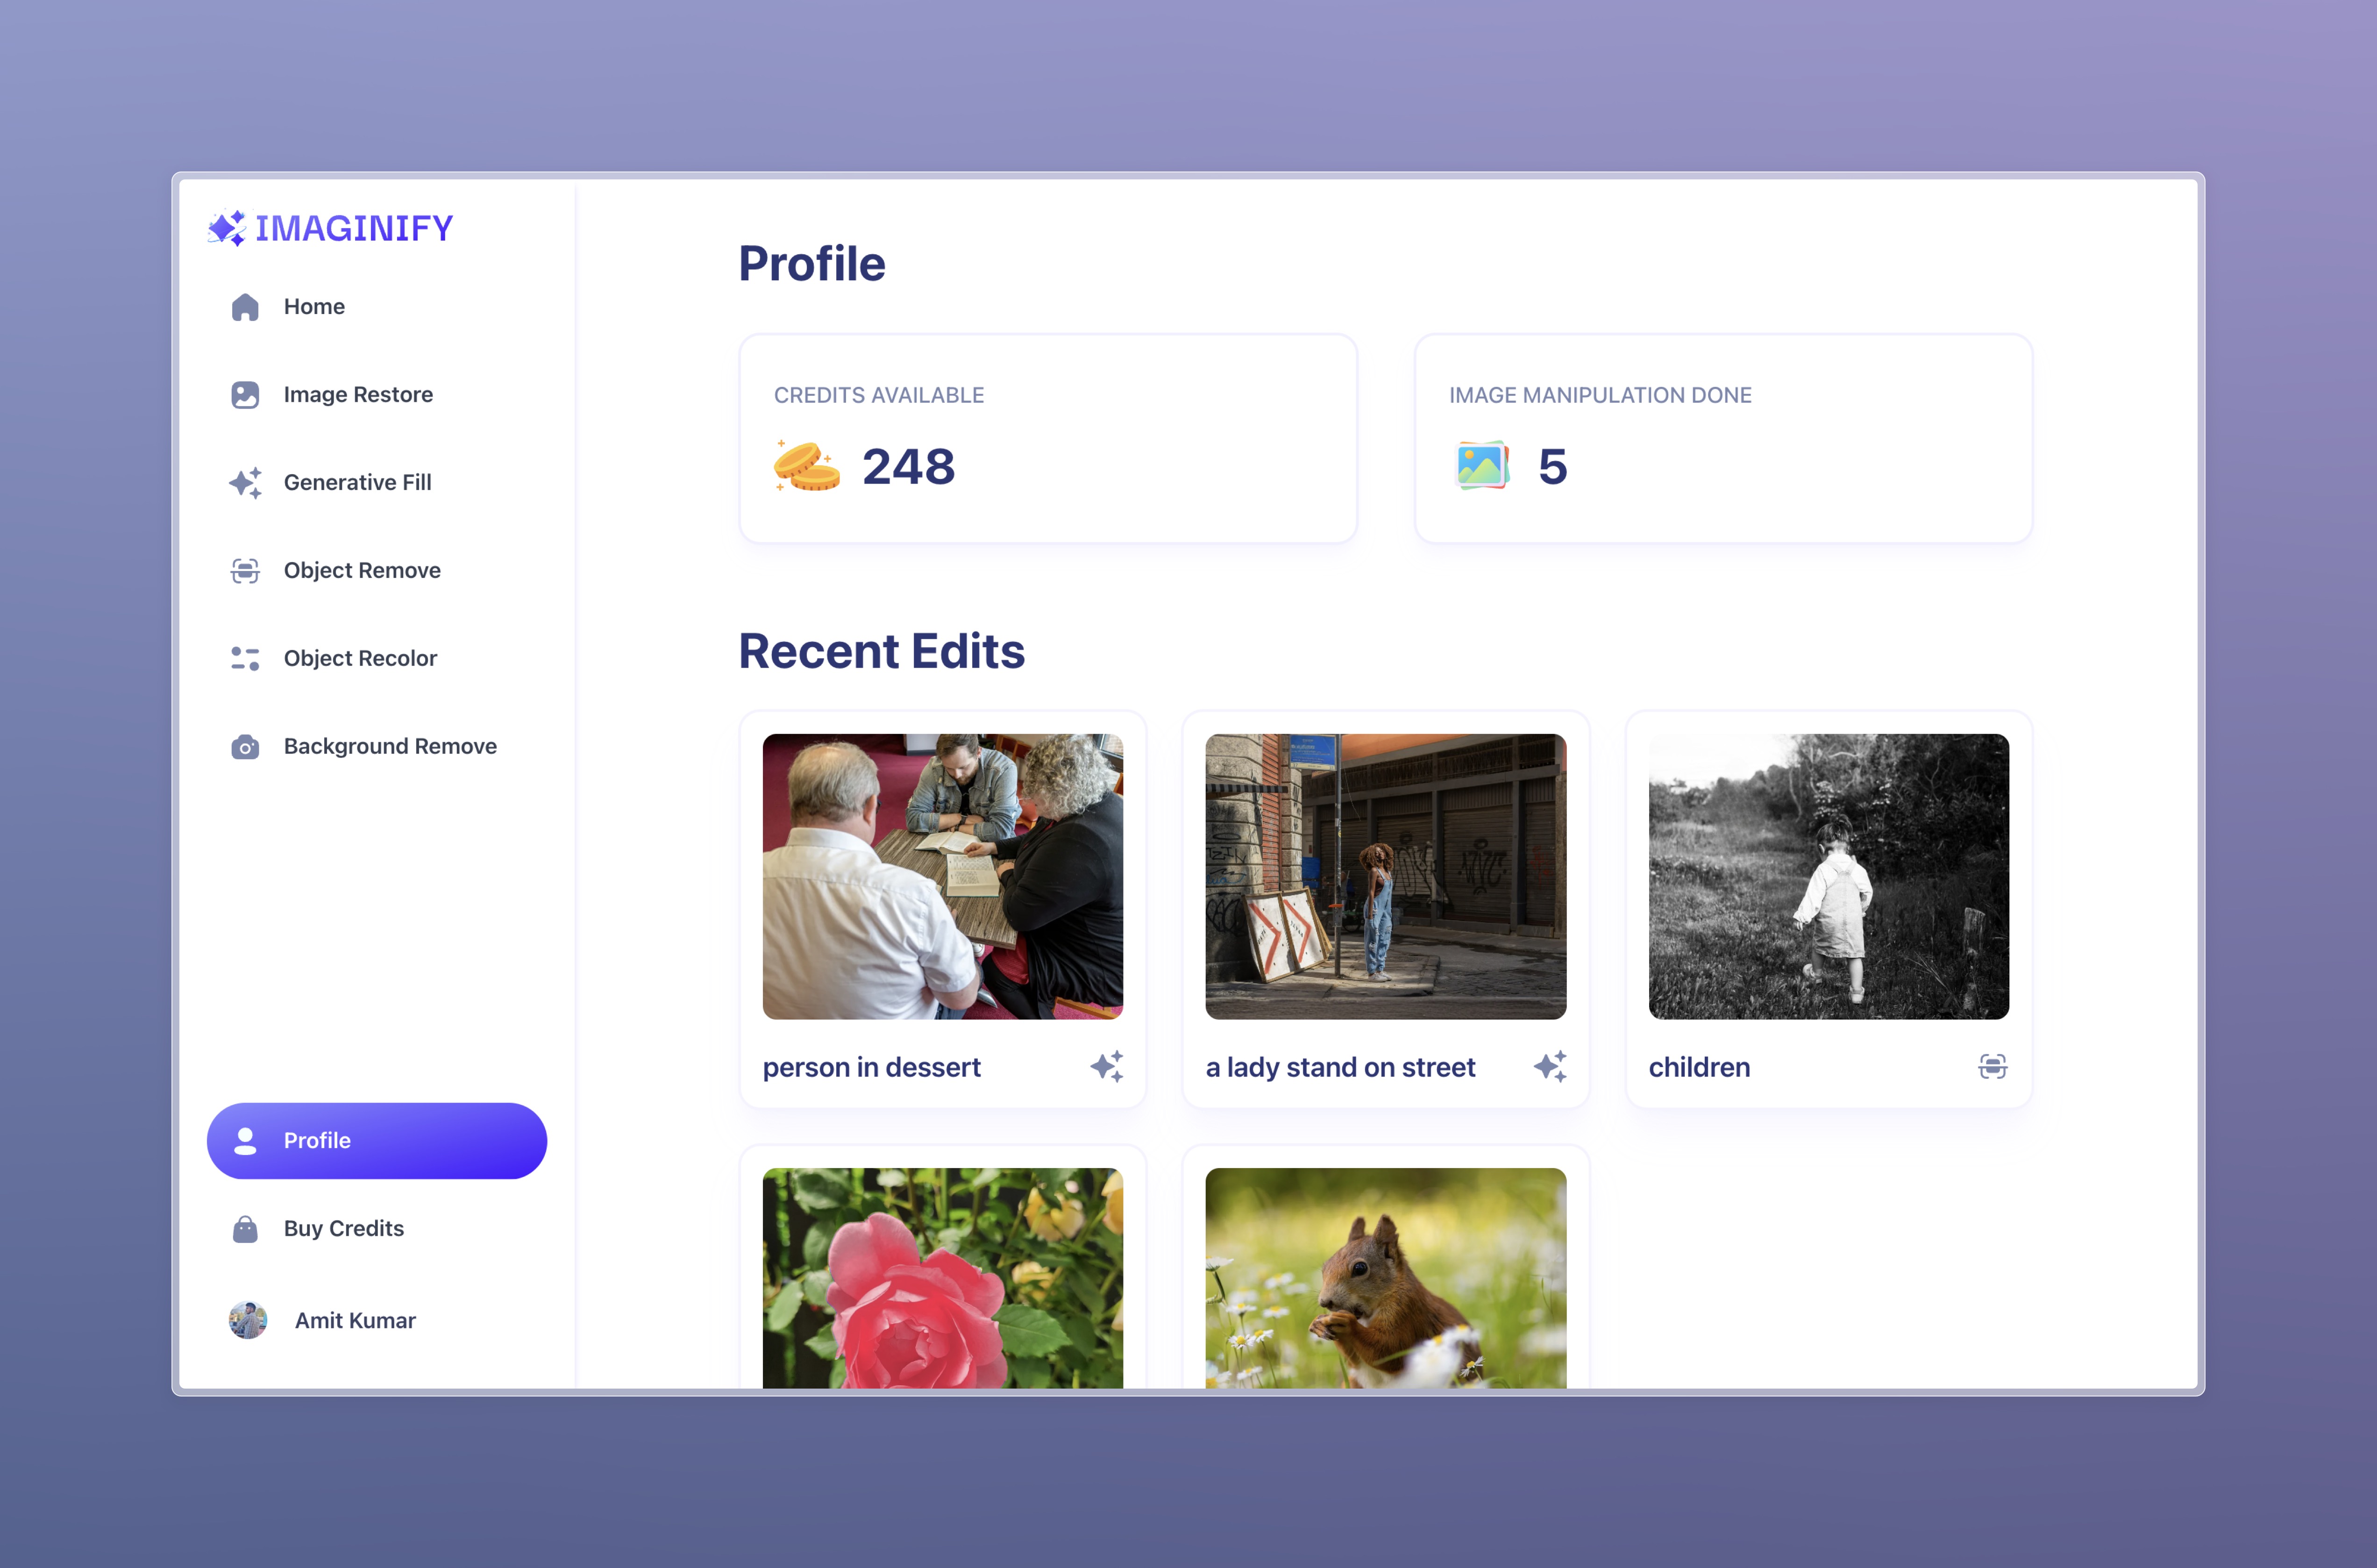 IMAGINIFY
Home
Image Restore
Generative Fill
Object Remove
Object Recolor
Background Remove
Profile
Buy Credits
Amit Kumar
Profile
CREDITS AVAILABLE
248
IMAGE MANIPULATION DONE
5
Recent Edits
person in dessert
a lady stand on street
children